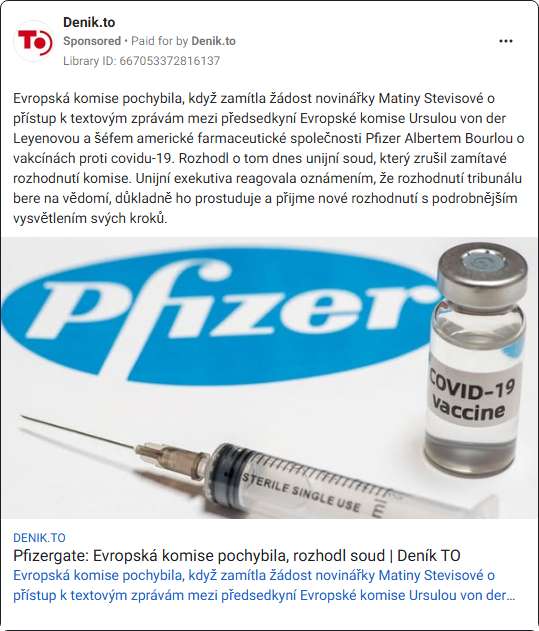 Denik.to
Sponsored • Paid for by Denik.to
Library ID: 667053372816137
TO
Evropská komise pochybila, když zamítla žádost novinářky Matiny Stevisové o
přístup k textovým zprávám mezi předsedkyní Evropské komise Ursulou von der
Leyenovou a šéfem americké farmaceutické společnosti Pfizer Albertem Bourlou o
vakcínách proti covidu-19. Rozhodl o tom dnes unijní soud, který zrušil zamítavé
rozhodnutí komise. Unijní exekutiva reagovala oznámením, že rozhodnutí tribunálu
bere na vědomí, důkladně ho prostuduje a přijme nové rozhodnutí s podrobnějším
vysvětlením svých kroků.
Pfizer
COVID-19
vaccine
STERILE SINGLE USE
DENIK.TO
Pfizergate: Evropská komise pochybila, rozhodl soud | Deník TO
Evropská komise pochybila, když zamítla žádost novinářky Matiny Stevisové o
přístup k textovým zprávám mezi předsedkyní Evropské komise Ursulou von der...